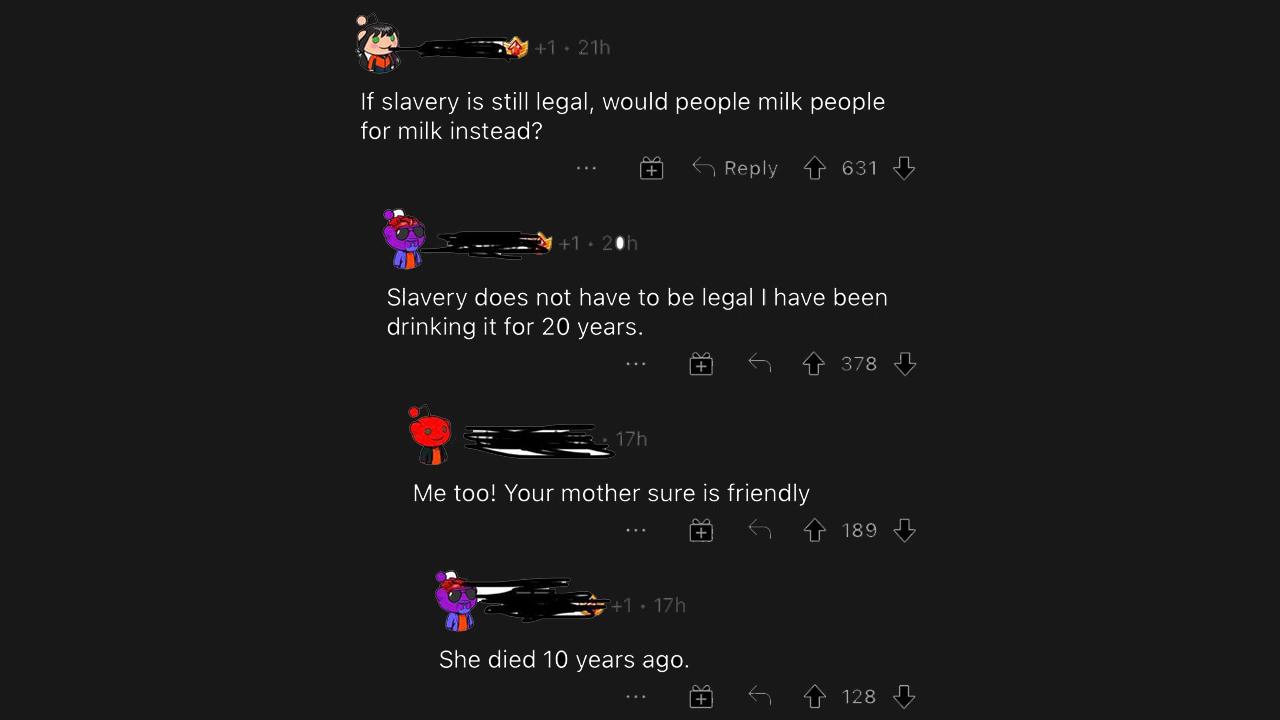 +1 • 21h
If slavery is still legal, would people milk people
for milk instead?
... Reply 631
+1 • 20h
Slavery does not have to be legal I have been
drinking it for 20 years.
... 378
• 17h
Me too! Your mother sure is friendly
... 189
+1 • 17h
She died 10 years ago.
... 128